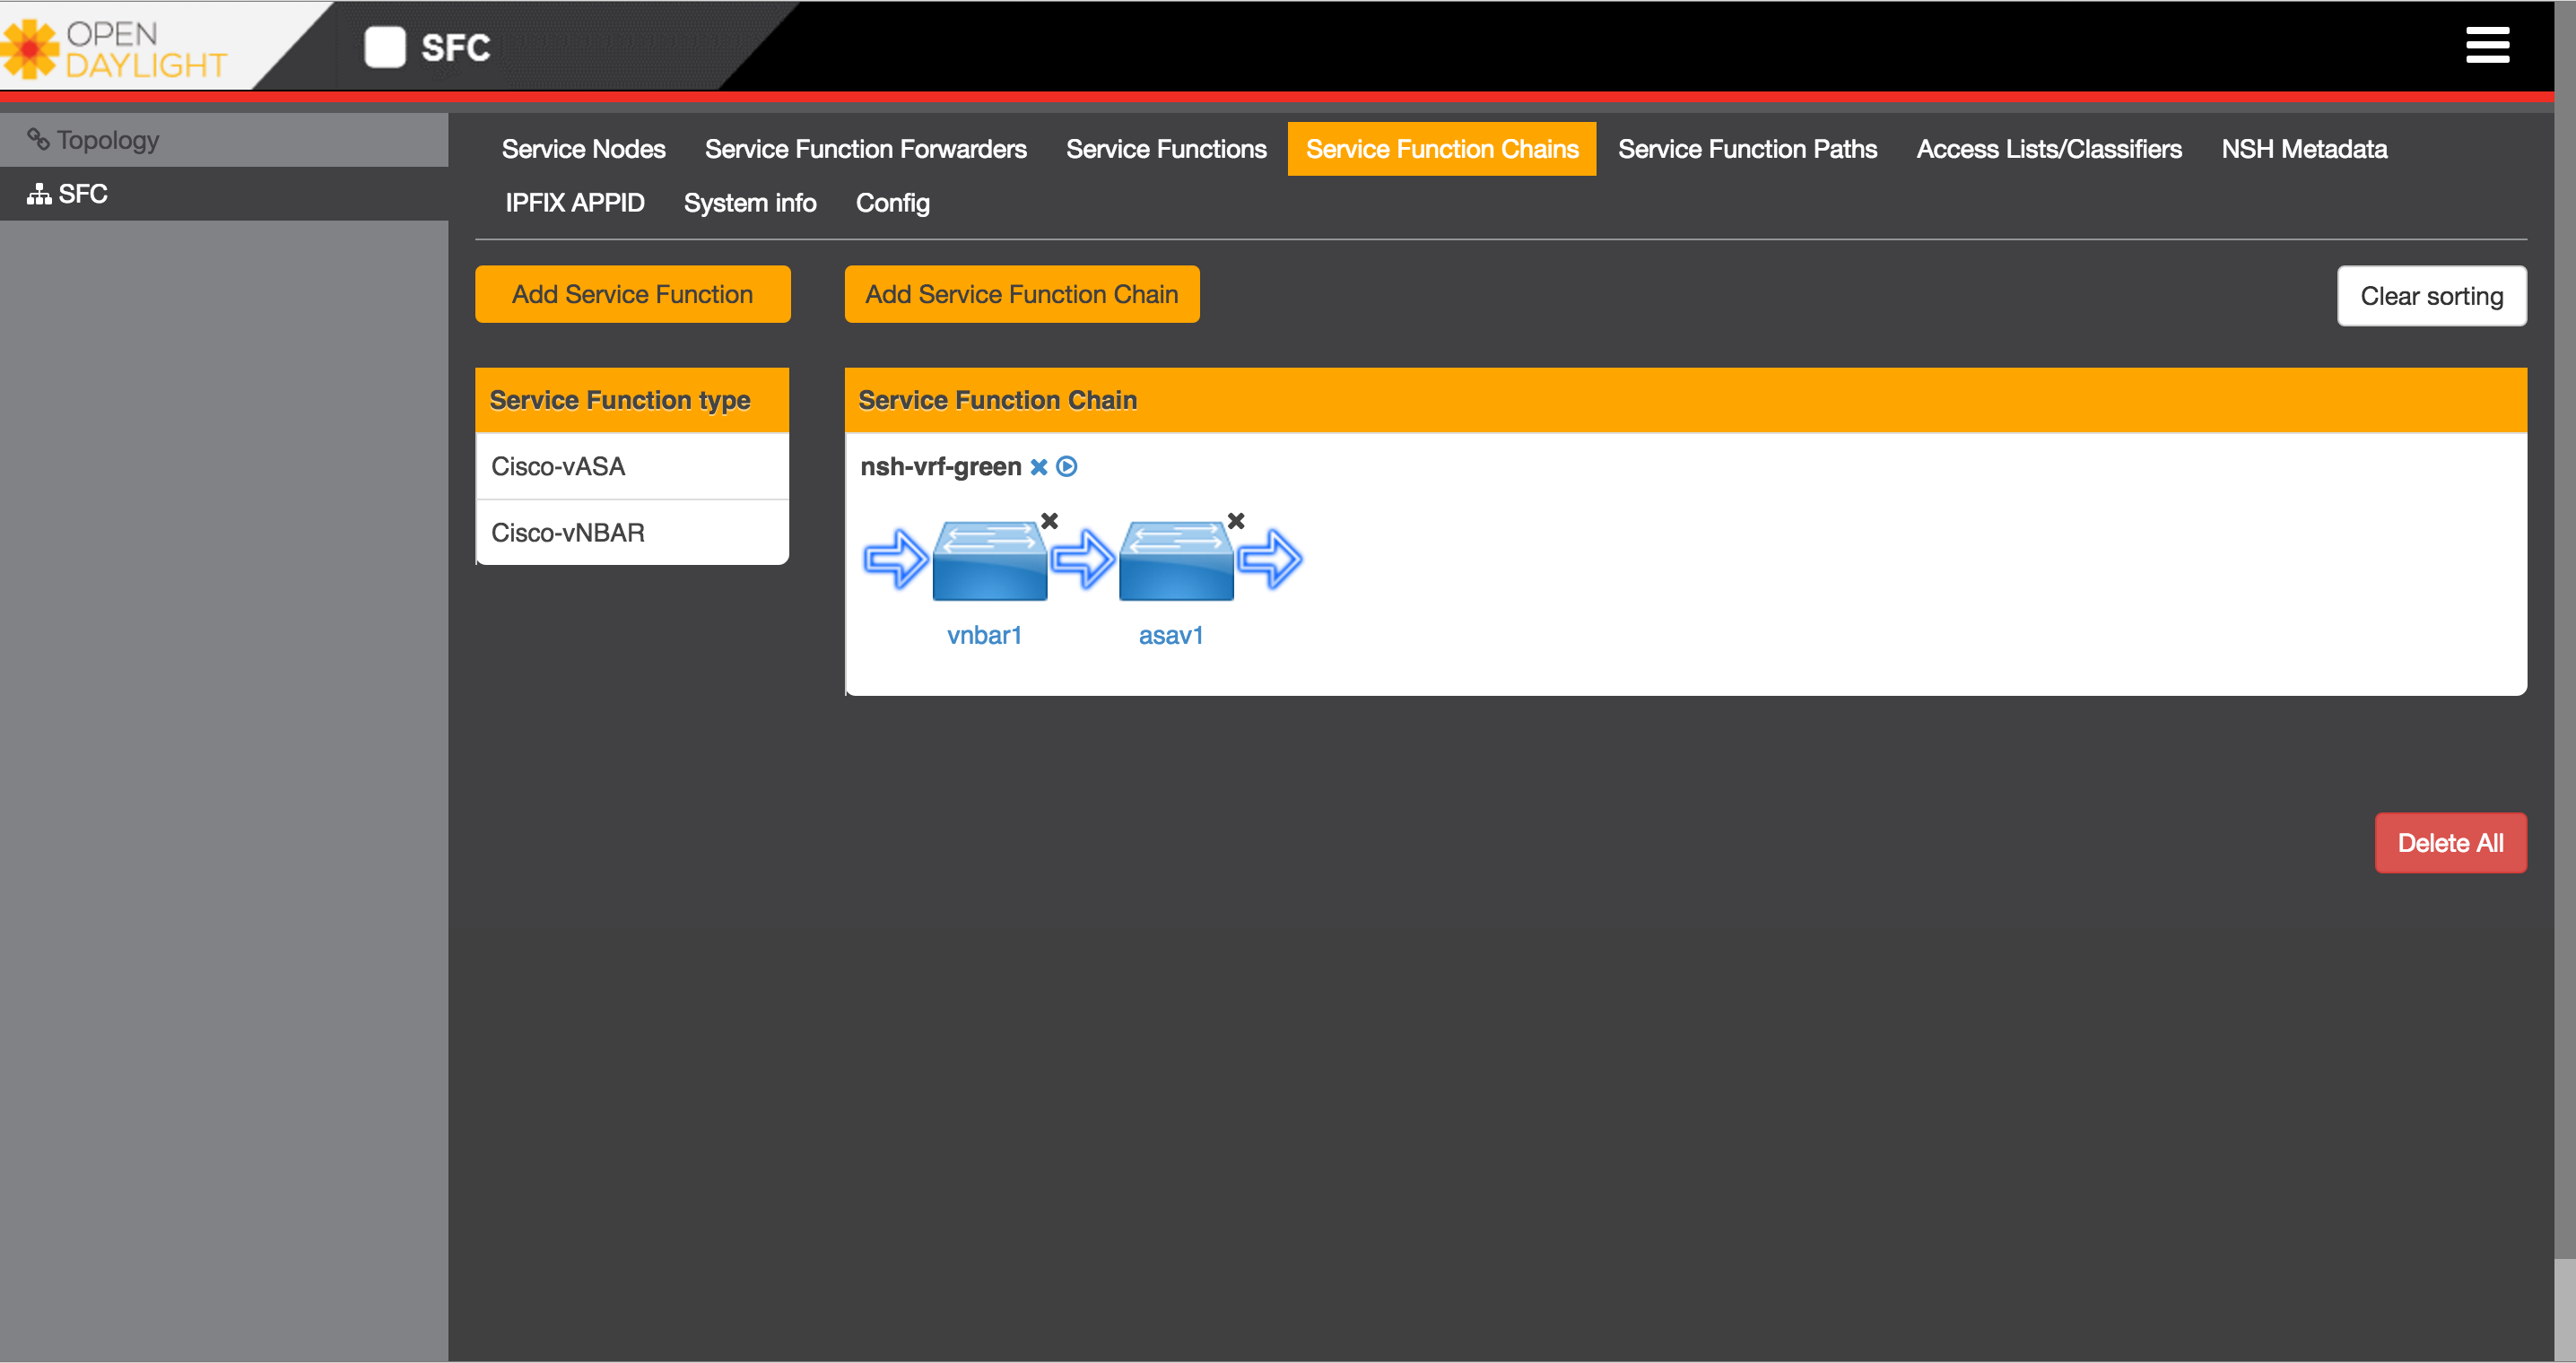 OPEN
DAYLIGHT
SFC
Topology
SFC
Service Nodes Service Function Forwarders Service Functions Service Function Chains Service Function Paths Access Lists/Classifiers NSH Metadata
IPFIX APPID System info Config
Add Service Function Add Service Function Chain Clear sorting
Service Function type
Cisco-vASA
Cisco-vNBAR
Service Function Chain
nsh-vrf-green
vnbar1 asav1
Delete All